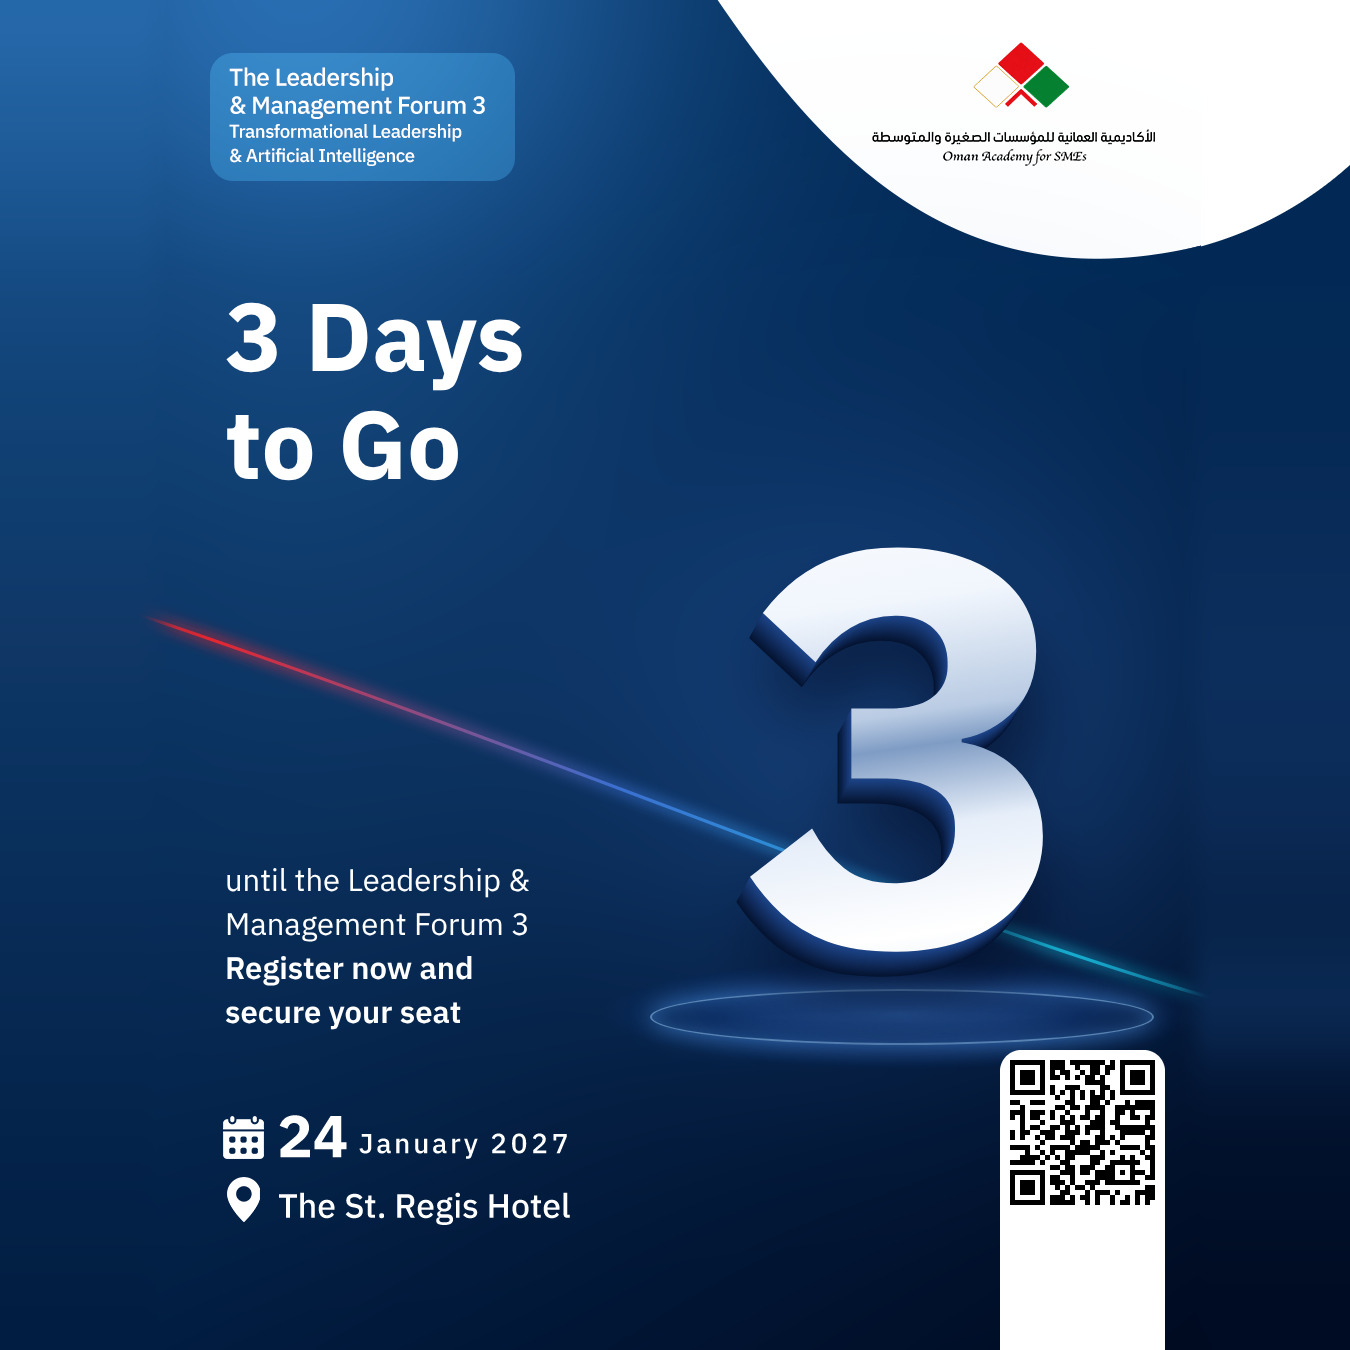 The Leadership
& Management Forum 3
Transformational Leadership
& Artificial Intelligence
الأكاديمية العمانية للمؤسسات الصغيرة والمتوسطة
Oman Academy for SMEs
3 Days
to Go
3
until the Leadership &
Management Forum 3
Register now and
secure your seat
24 January 2027
The St. Regis Hotel